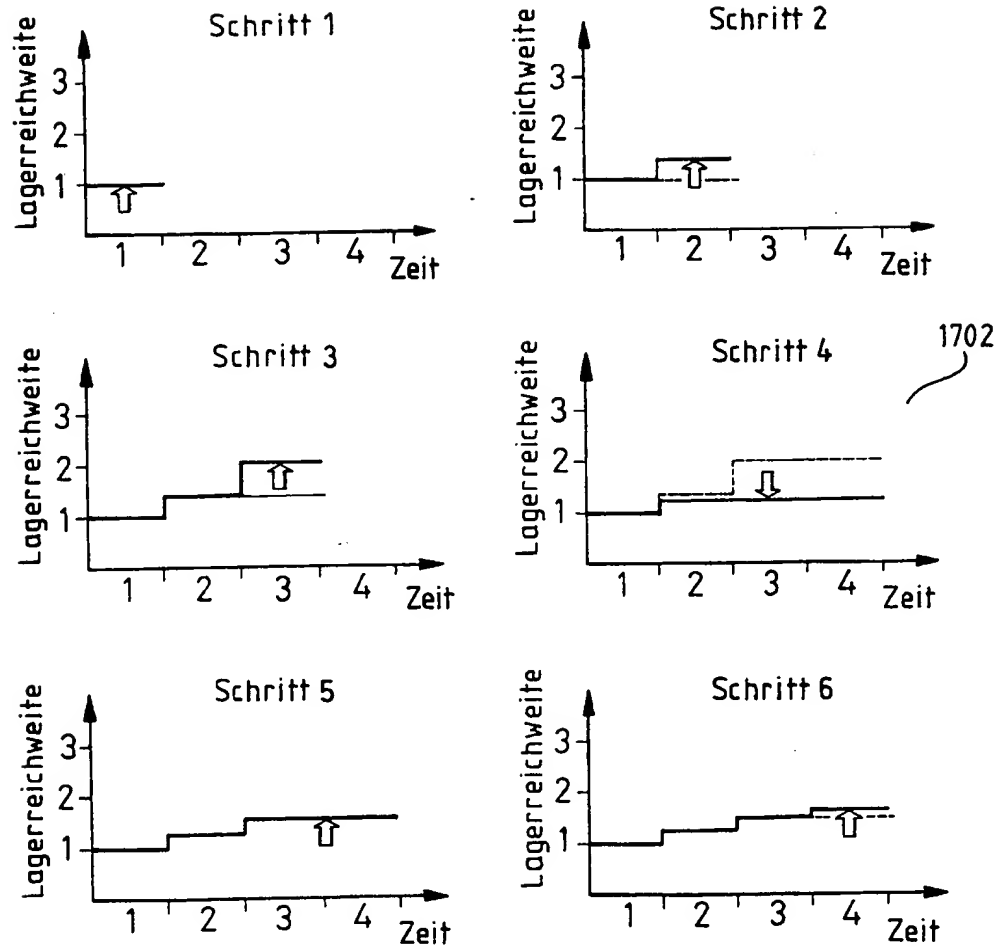 Schritt 1
Lagerreichweite
3
2
1
1 2 3 4
Zeit
Schritt 2
Lagerreichweite
3
2
1
1 2 3 4
Zeit
Schritt 3
Lagerreichweite
3
2
1
1 2 3 4
Zeit
Schritt 4
1702
Lagerreichweite
3
2
1
1 2 3 4
Zeit
Schritt 5
Lagerreichweite
3
2
1
1 2 3 4
Zeit
Schritt 6
Lagerreichweite
3
2
1
1 2 3 4
Zeit